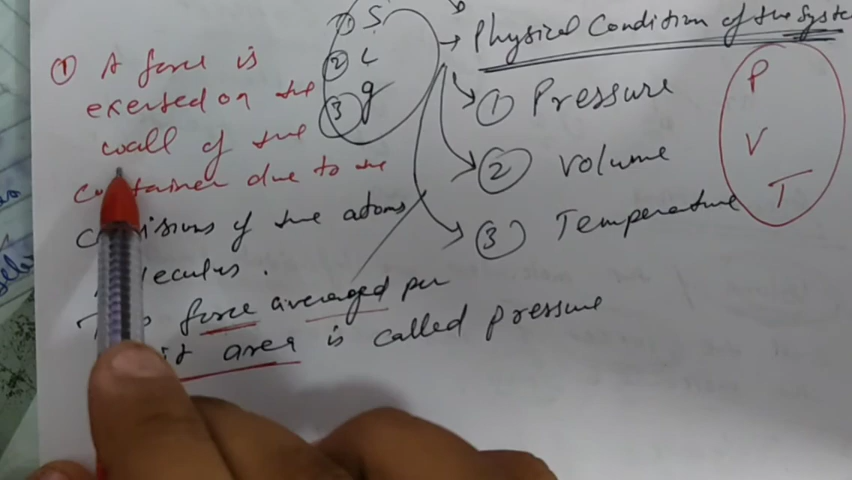 ① S
② L
③ g
Physical Condition of the System
① Pressure
② Volume
③ Temperature
P
V
T
① A force is
exerted on the
wall of the
container due to the
collisions of the atoms
molecules.
force averaged per
unit area is called pressure